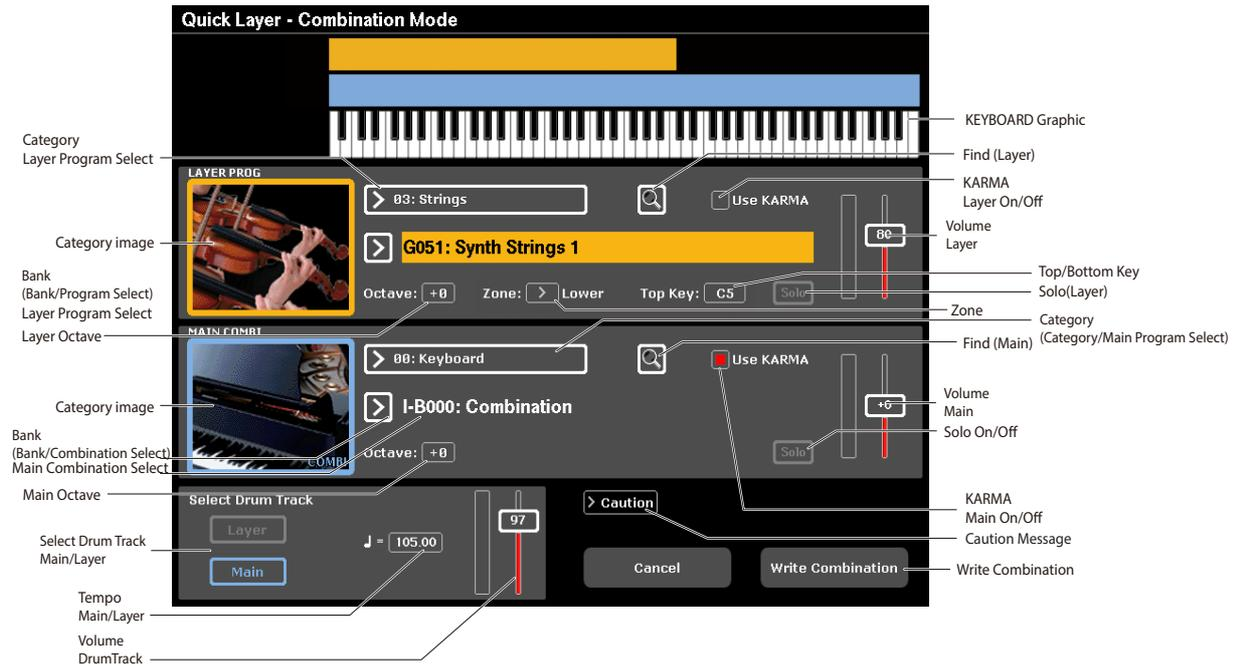 Quick Layer - Combination Mode
KEYBOARD Graphic
Category
Layer Program Select
Find (Layer)
LAYER PROG
03: Strings
Use KARMA
KARMA
Layer On/Off
Category image
G051: Synth Strings 1
80
Volume
Layer
Bank
(Bank/Program Select)
Layer Program Select
Octave: +0
Zone: > Lower
Top Key: C5
Solo
Top/Bottom Key
Solo(Layer)
Zone
Layer Octave
MAIN COMBI
00: Keyboard
Use KARMA
Category
(Category/Main Program Select)
Find (Main)
Category image
COMBI
I-B000: Combination
Volume
Main
Bank
(Bank/Combination Select)
Main Combination Select
Octave: +0
Solo
Solo On/Off
Main Octave
Select Drum Track
Layer
Main
♩ = 105.00
97
> Caution
KARMA
Main On/Off
Caution Message
Select Drum Track
Main/Layer
Cancel
Write Combination
Write Combination
Tempo
Main/Layer
Volume
DrumTrack